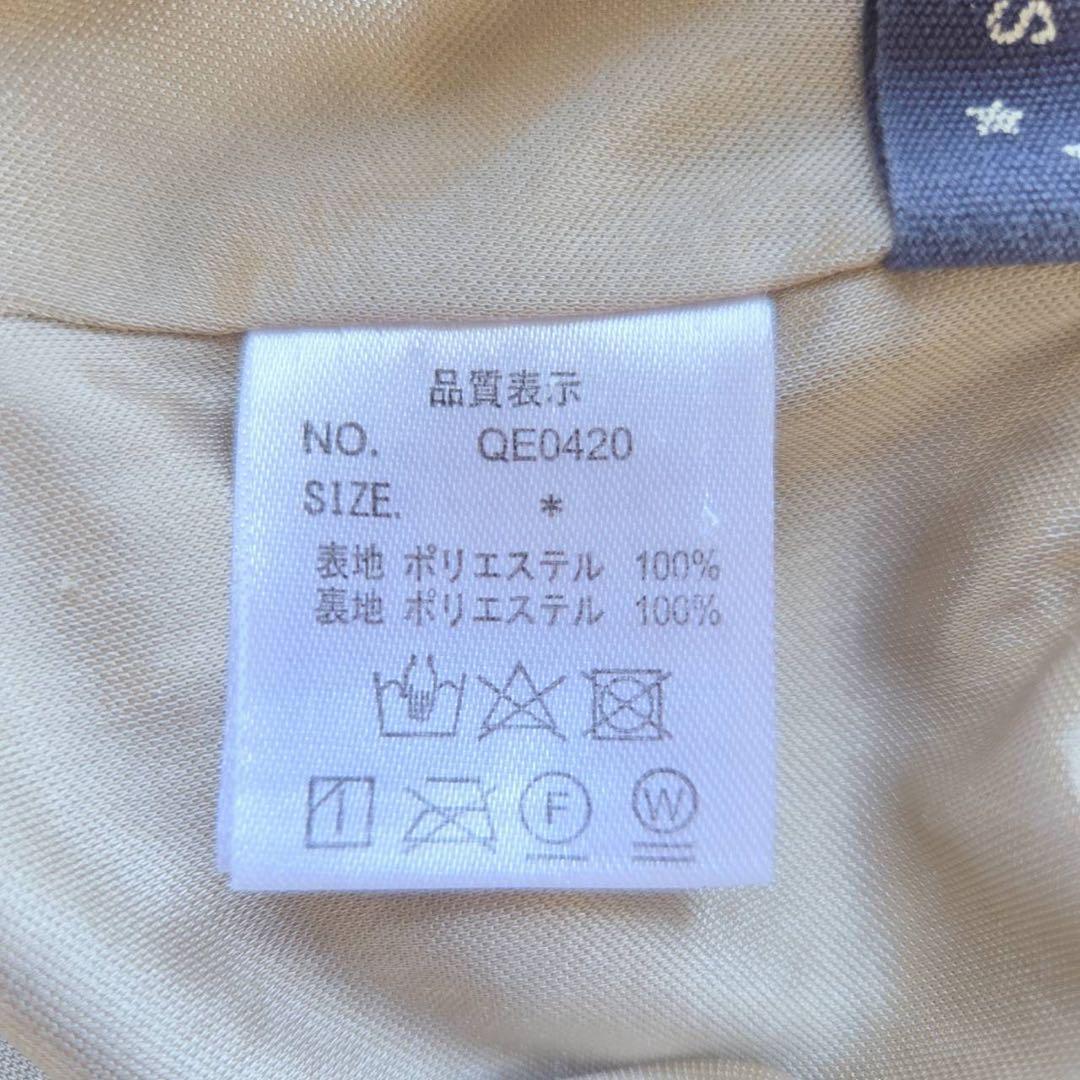 S
品質表示
NO. QE0420
SIZE. *
表地 ポリエステル 100%
裏地 ポリエステル 100%
F W